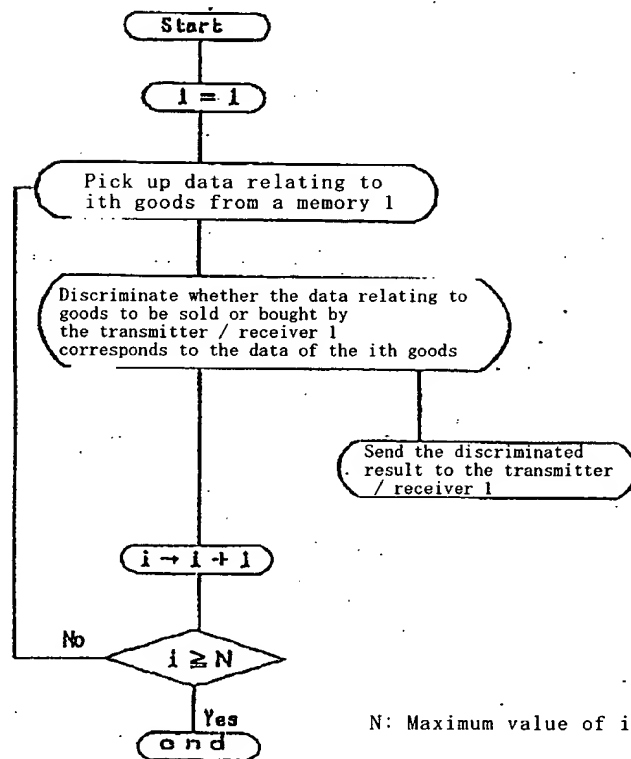 Start
i = 1
Pick up data relating to
ith goods from a memory 1
Discriminate whether the data relating to
goods to be sold or bought by
the transmitter / receiver 1
corresponds to the data of the ith goods
Send the discriminated
result to the transmitter
/ receiver 1
i → i + 1
No
i ≧ N
Yes
end
N: Maximum value of i